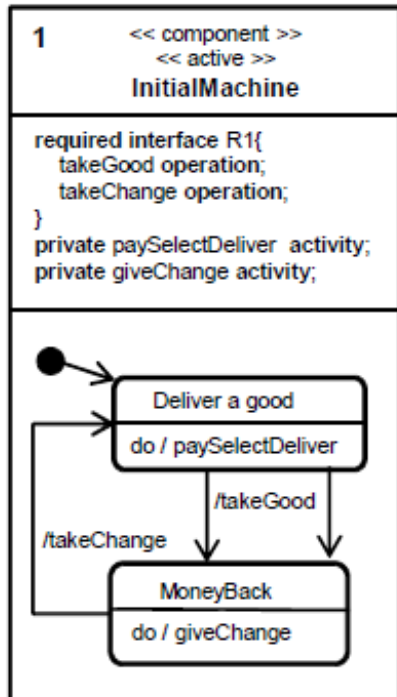 1
<< component >>
<< active >>
InitialMachine
required interface R1{
takeGood operation;
takeChange operation;
}
private paySelectDeliver activity;
private giveChange activity;
Deliver a good
do / paySelectDeliver
/takeGood
/takeChange
MoneyBack
do / giveChange